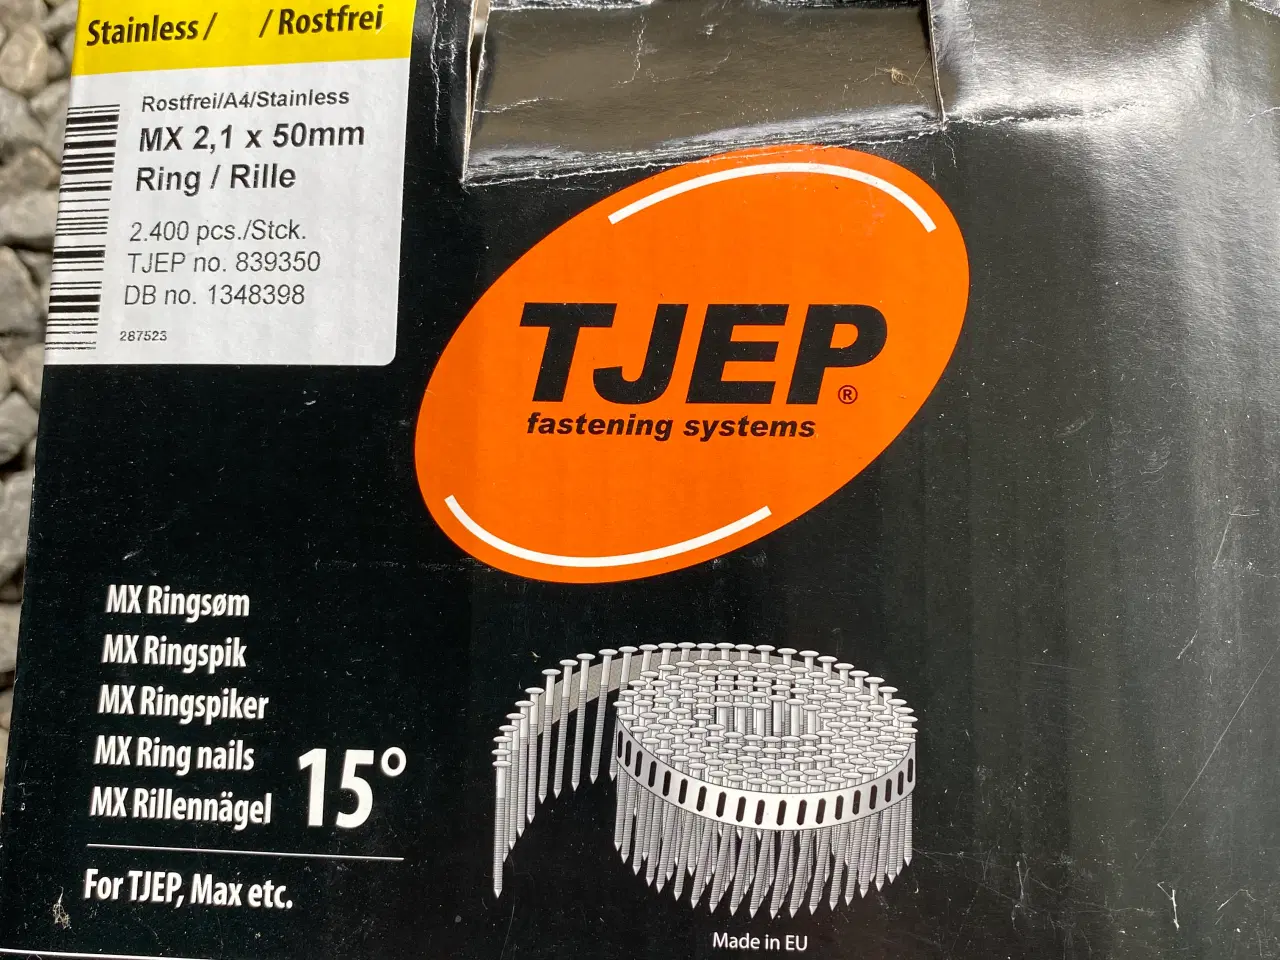 Stainless / / Rostfrei
Rostfrei/A4/Stainless
MX 2,1 x 50mm
Ring / Rille
2.400 pcs./Stck.
TJEP no. 839350
DB no. 1348398
287523
TJEP®
fastening systems
MX Ringsøm
MX Ringspik
MX Ringspiker
MX Ring nails
MX Rillennägel
15°
For TJEP, Max etc.
Made in EU